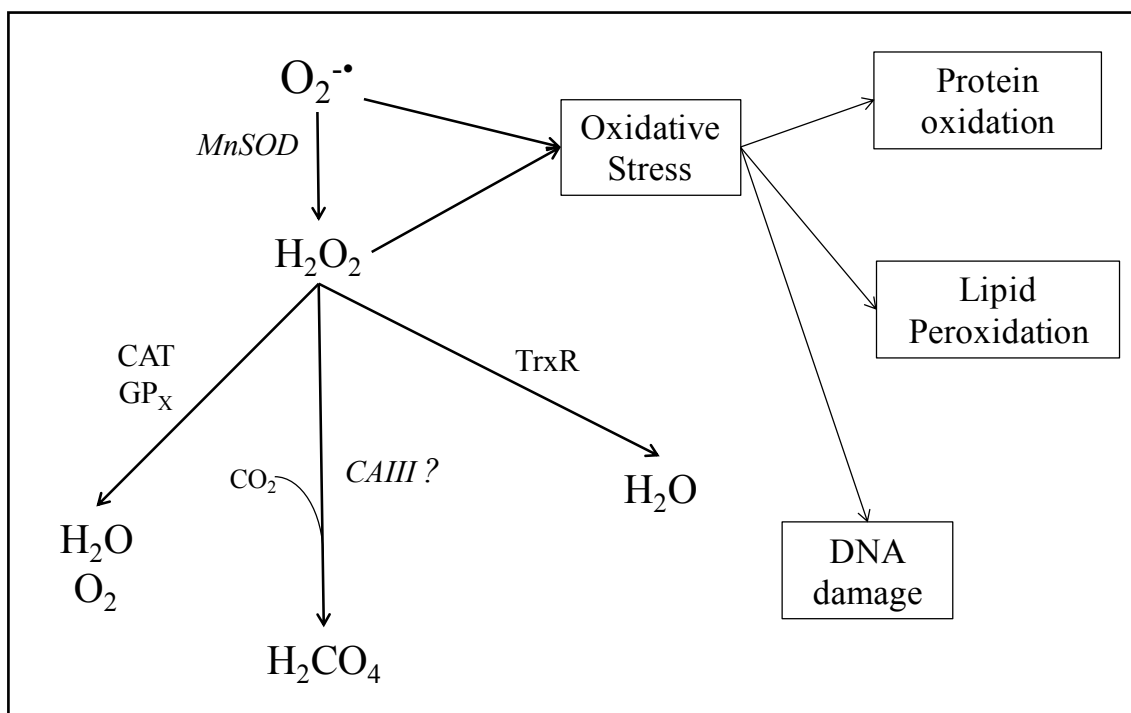 O₂⁻•
MnSOD
H₂O₂
Oxidative
Stress
Protein
oxidation
Lipid
Peroxidation
DNA
damage
CAT
GPₓ
H₂O
O₂
CO₂
CAIII ?
H₂CO₄
TrxR
H₂O